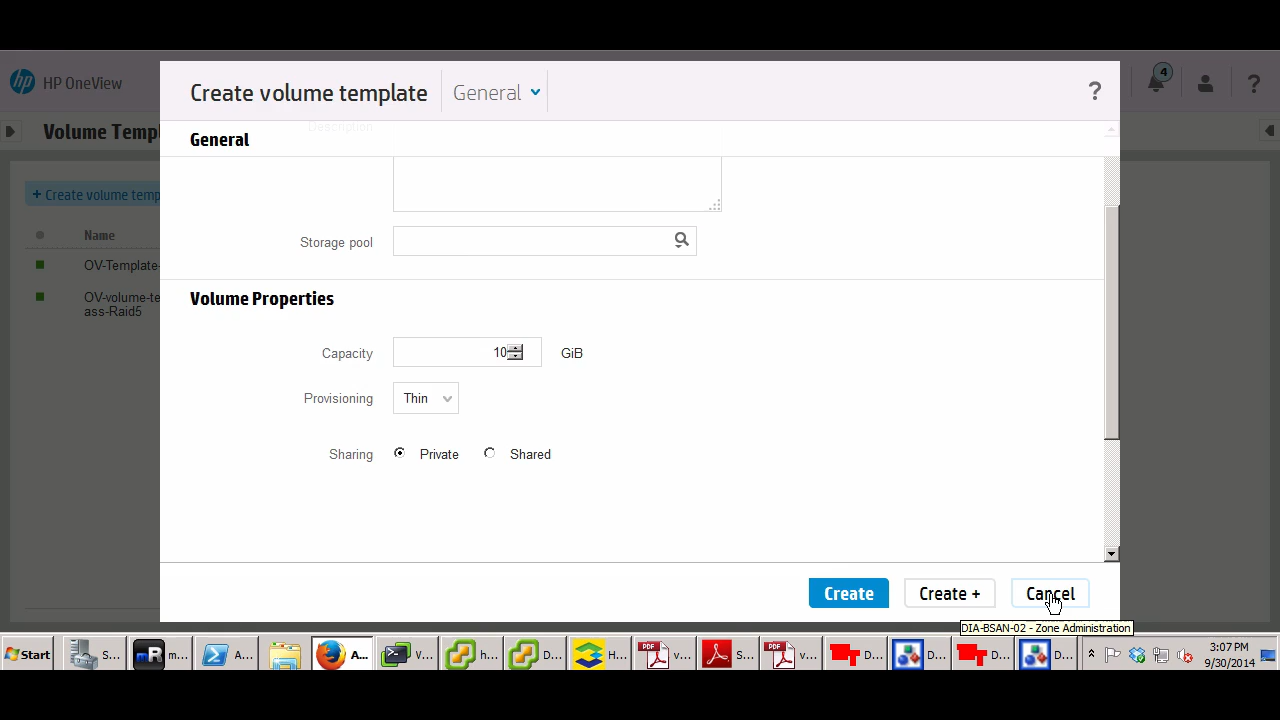 hp HP OneView
Create volume template General ?
4
?
Volume Templ
General
Description
+ Create volume temp
Name
OV-Template-
OV-volume-te
ass-Raid5
Storage pool
Volume Properties
Capacity 10 GiB
Provisioning Thin
Sharing Private Shared
Create Create + Cancel
DIA-BSAN-02 - Zone Administration
Start S... m... A... A... V... h... D... H... v... S... v... D... D... D... D... 3:07 PM
9/30/2014